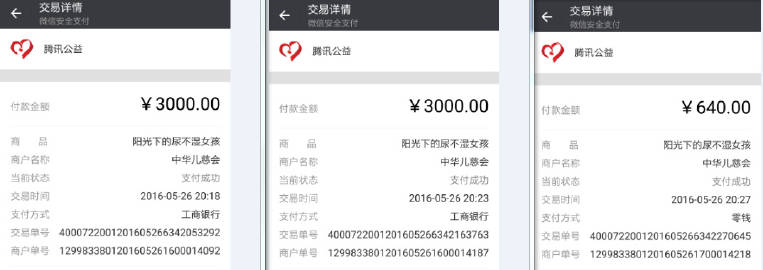 交易详情
微信安全支付
腾讯公益
付款金额 ￥3000.00
商 品 阳光下的尿不湿女孩
商户名称 中华儿慈会
当前状态 支付成功
交易时间 2016-05-26 20:18
支付方式 工商银行
交易单号 4000722001201605266342053292
商户单号 1299833801201605261600014092
交易详情
微信安全支付
腾讯公益
付款金额 ￥3000.00
商 品 阳光下的尿不湿女孩
商户名称 中华儿慈会
当前状态 支付成功
交易时间 2016-05-26 20:23
支付方式 工商银行
交易单号 4000722001201605266342163763
商户单号 1299833801201605261600014187
交易详情
微信安全支付
腾讯公益
付款金额 ￥640.00
商 品 阳光下的尿不湿女孩
商户名称 中华儿慈会
当前状态 支付成功
交易时间 2016-05-26 20:27
支付方式 零钱
交易单号 4000722001201605266342270645
商户单号 1299833801201605261700014218